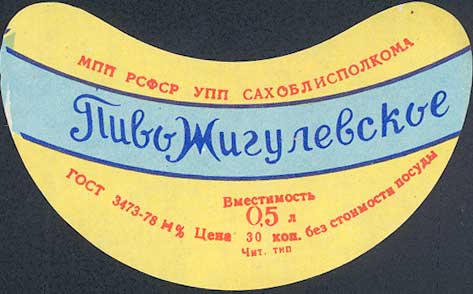 МПП РСФСР УПП САХОБЛИСПОЛКОМА
Пиво Жигулевское
Вместимость
0,5 л
ГОСТ 3473-78 М% Цена 30 коп. без стоимости посуды
Чит. тип